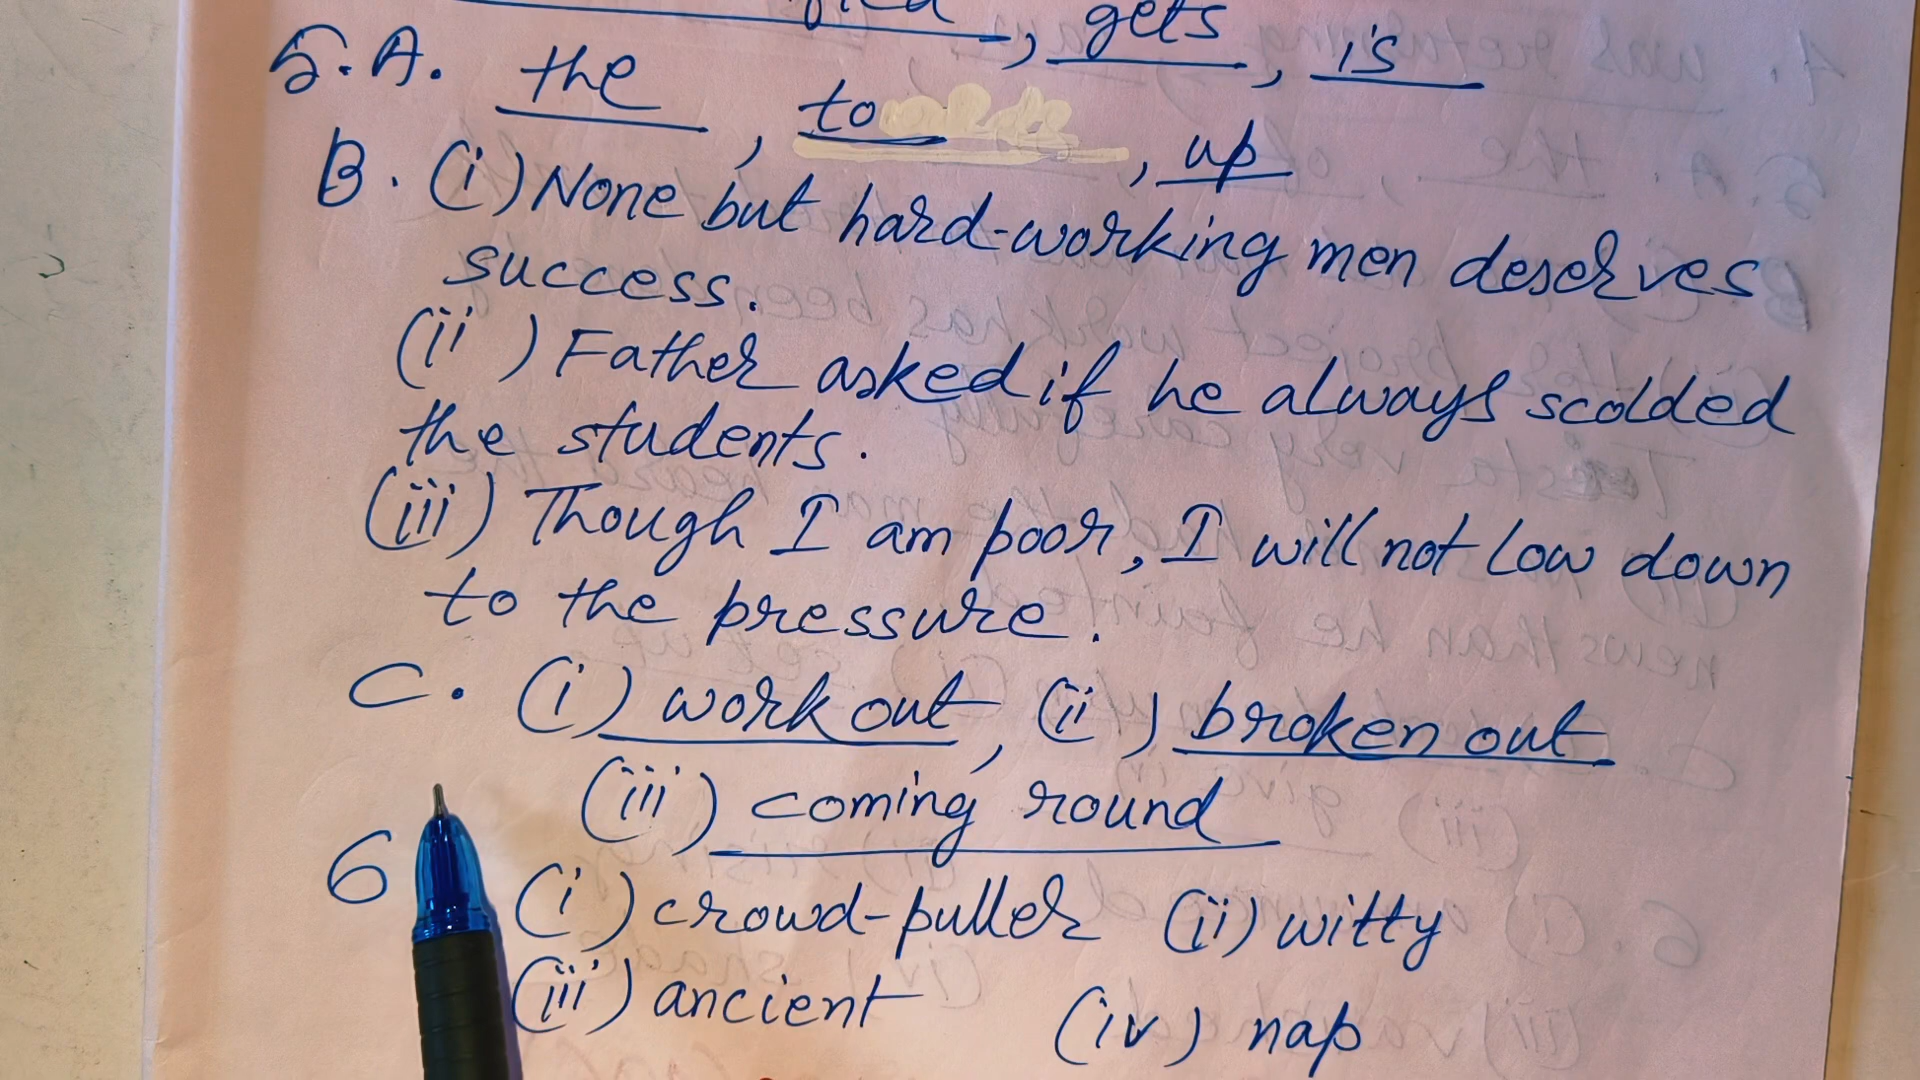 gets, is
5. A. the, to, up
B. (i) None but hard-working men deserves
success.
(ii) Father asked if he always scolded
the students.
(iii) Though I am poor, I will not low down
to the pressure.
C. (i) work out, (ii) broken out
(iii) coming round
6
(i) crowd-puller (ii) witty
(iii) ancient (iv) nap